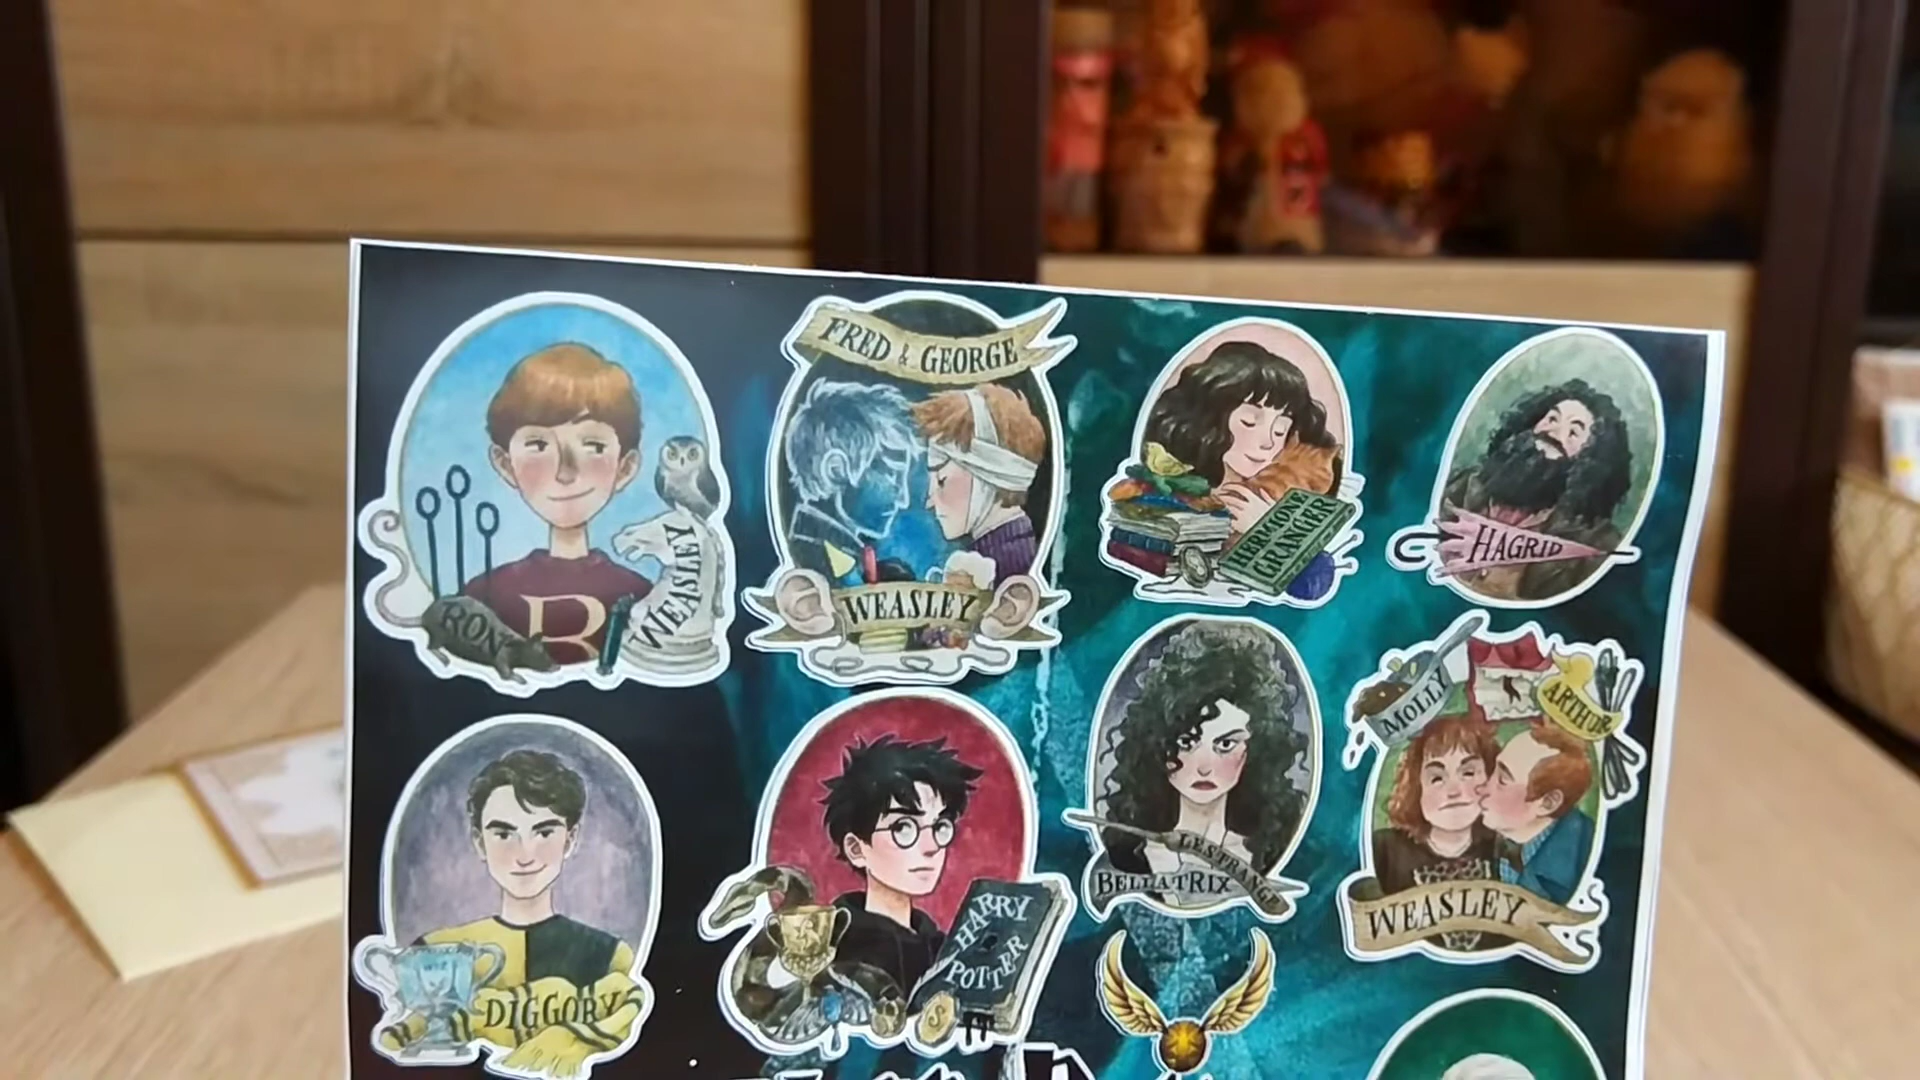 FRED & GEORGE
WEASLEY
RON
WEASLEY
HERMIONE
GRANGER
HAGRID
MOLLY
ARTHUR
WEASLEY
DIGGORY
HARRY
POTTER
LESTRANGE
BELLATRIX